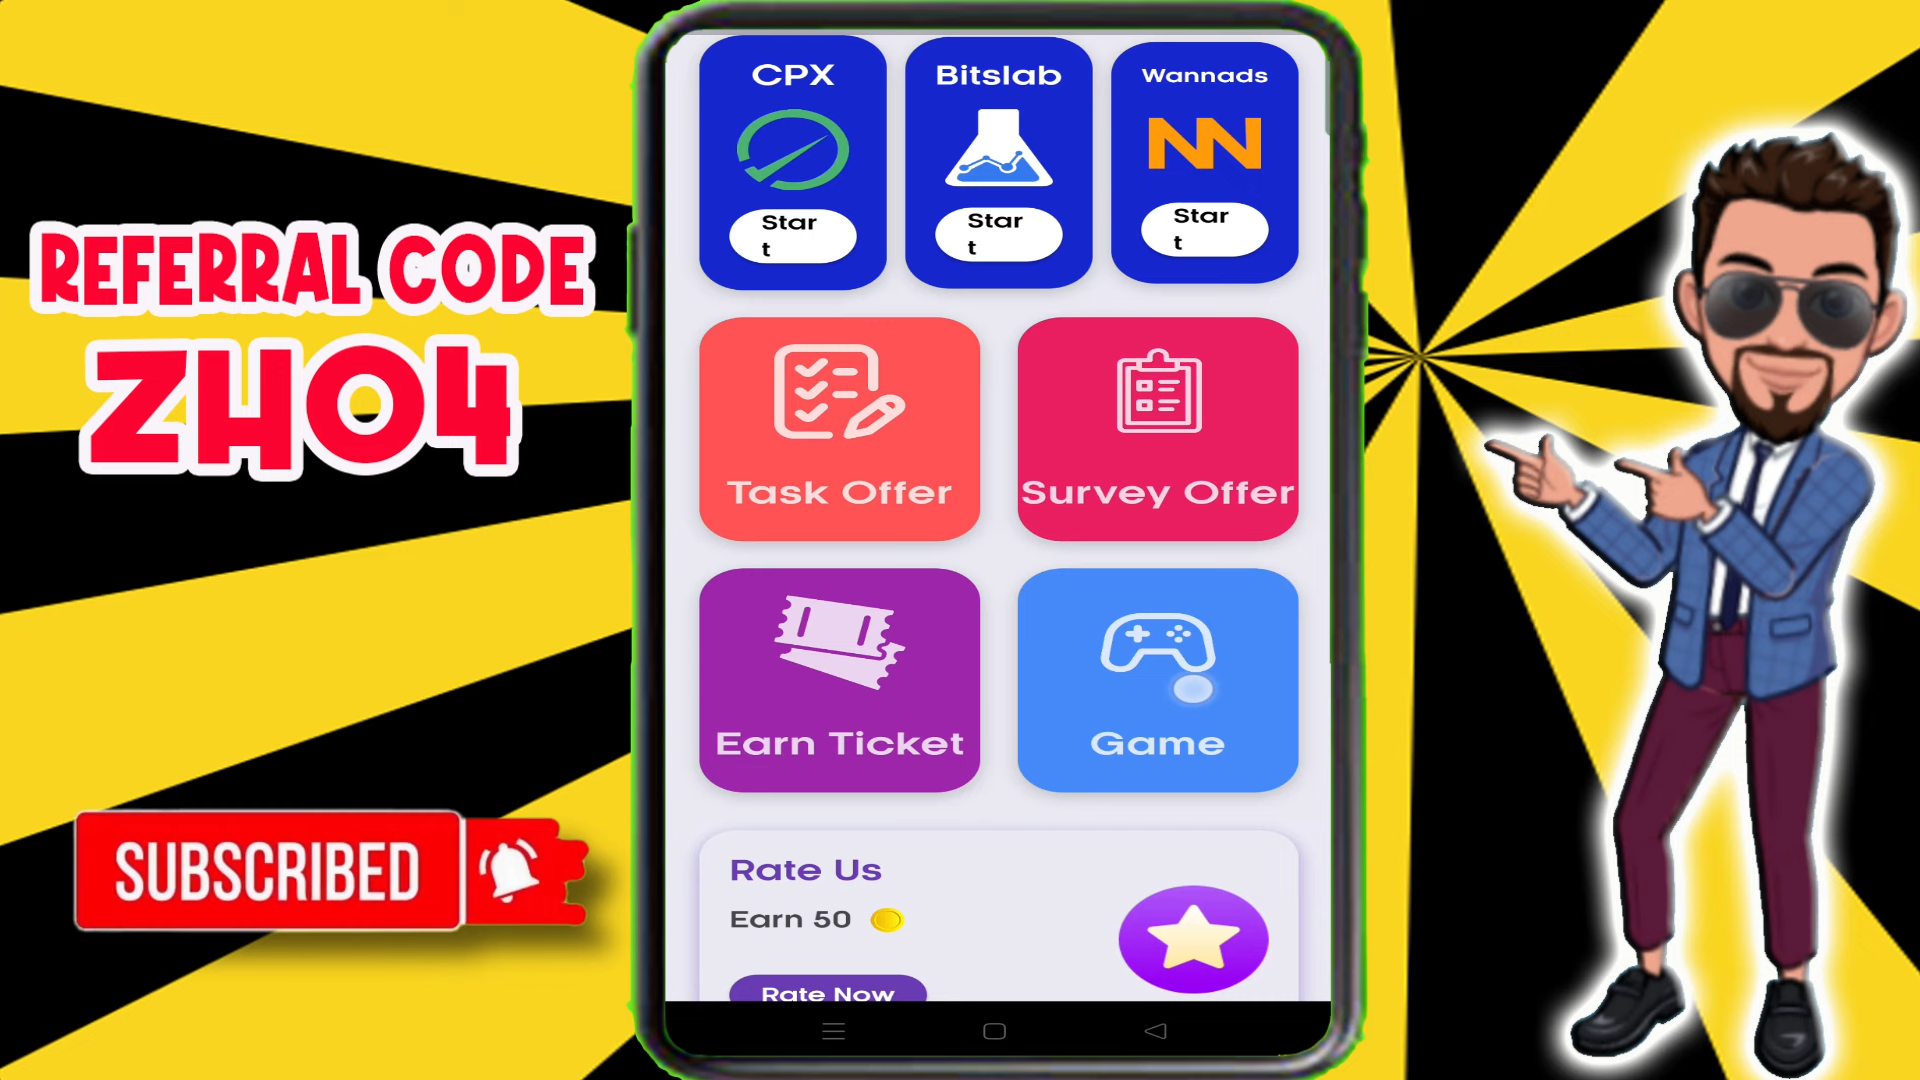 REFERRAL CODE
ZH04
SUBSCRIBED
CPX
Bitslab
Wannads
Star
t
Star
t
Star
t
Task Offer
Survey Offer
Earn Ticket
Game
Rate Us
Earn 50
Rate Now